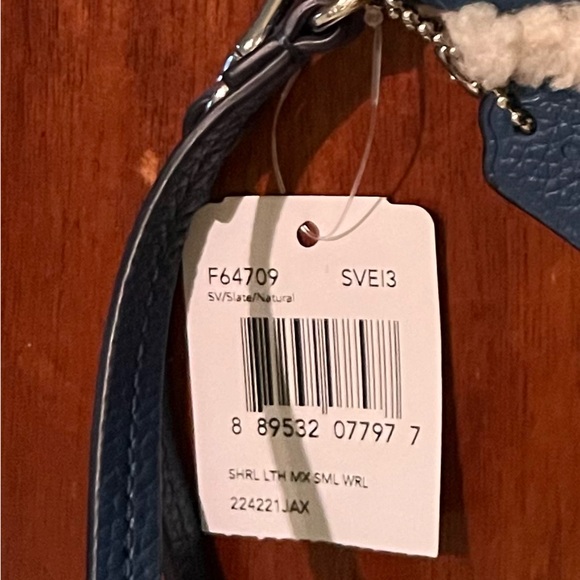 F64709 SVEI3
SV/Slate/Natural
8 89532 07797 7
SHRL LTH MX SML WRL
224221JAX